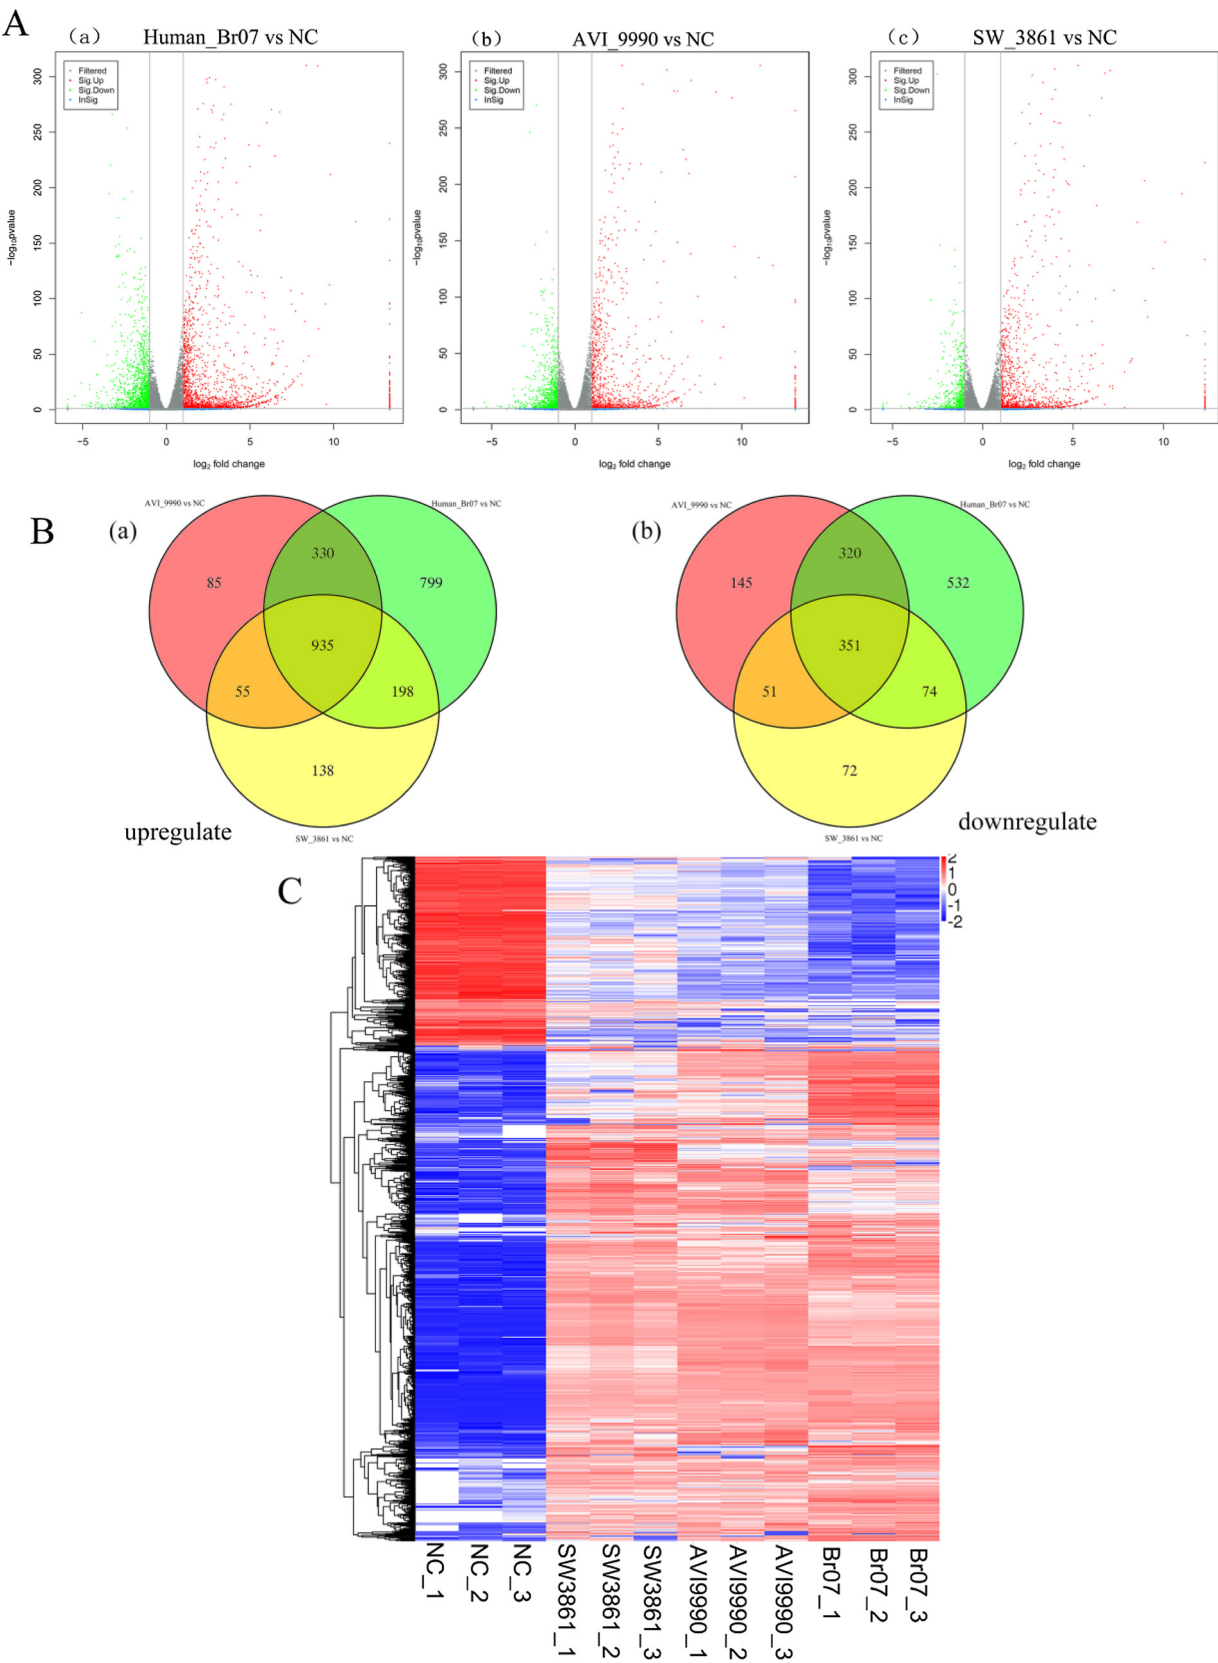 A
(a) Human_Br07 vs NC
(b) AVI_9990 vs NC
(c) SW_3861 vs NC
Filtered
Sig.Up
Sig.Down
InSig
300
250
200
150
100
50
0
−log10pvalue
−5 0 5 10
log2 fold change
Filtered
Sig.Up
Sig.Down
InSig
300
250
200
150
100
50
0
−log10pvalue
−5 0 5 10
log2 fold change
Filtered
Sig.Up
Sig.Down
InSig
300
250
200
150
100
50
0
−log10pvalue
−5 0 5 10
log2 fold change
B
(a)
AVI_9990 vs NC
Human_Br07 vs NC
330
85
799
935
55
198
138
upregulate
SW_3861 vs NC
(b)
AVI_9990 vs NC
Human_Br07 vs NC
320
145
532
351
51
74
72
downregulate
SW_3861 vs NC
C
2
1
0
-1
-2
NC_1
NC_2
NC_3
SW3861_1
SW3861_2
SW3861_3
AVI9990_1
AVI9990_2
AVI9990_3
Br07_1
Br07_2
Br07_3